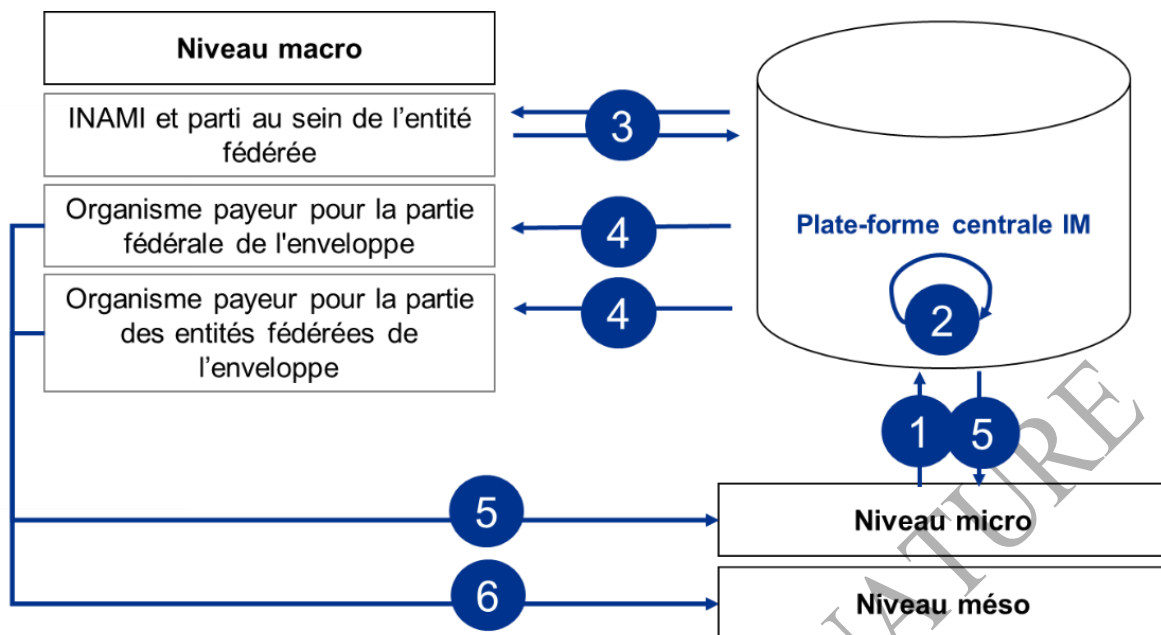 Niveau macro
INAMI et parti au sein de l'entité
fédérée
3
Organisme payeur pour la partie
fédérale de l'enveloppe
4
Plate-forme centrale IM
Organisme payeur pour la partie
des entités fédérées de
l’enveloppe
4
2
1
5
5
Niveau micro
6
Niveau méso
NATURE